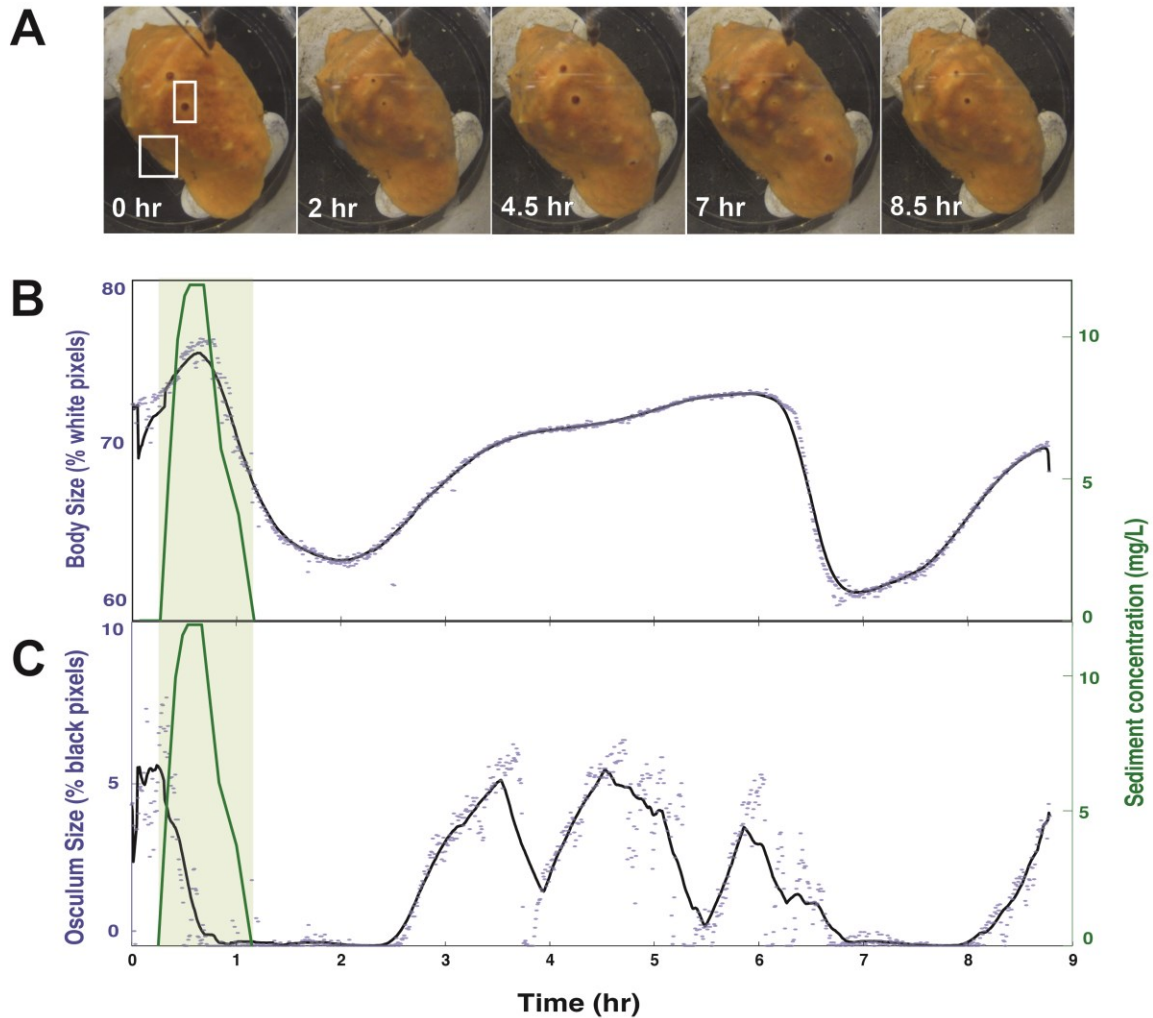 A
0 hr
2 hr
4.5 hr
7 hr
8.5 hr
B
80
70
60
Body Size (% white pixels)
10
5
0
C
10
5
0
Osculum Size (% black pixels)
10
5
0
Sediment concentration (mg/L)
0 1 2 3 4 5 6 7 8 9
Time (hr)